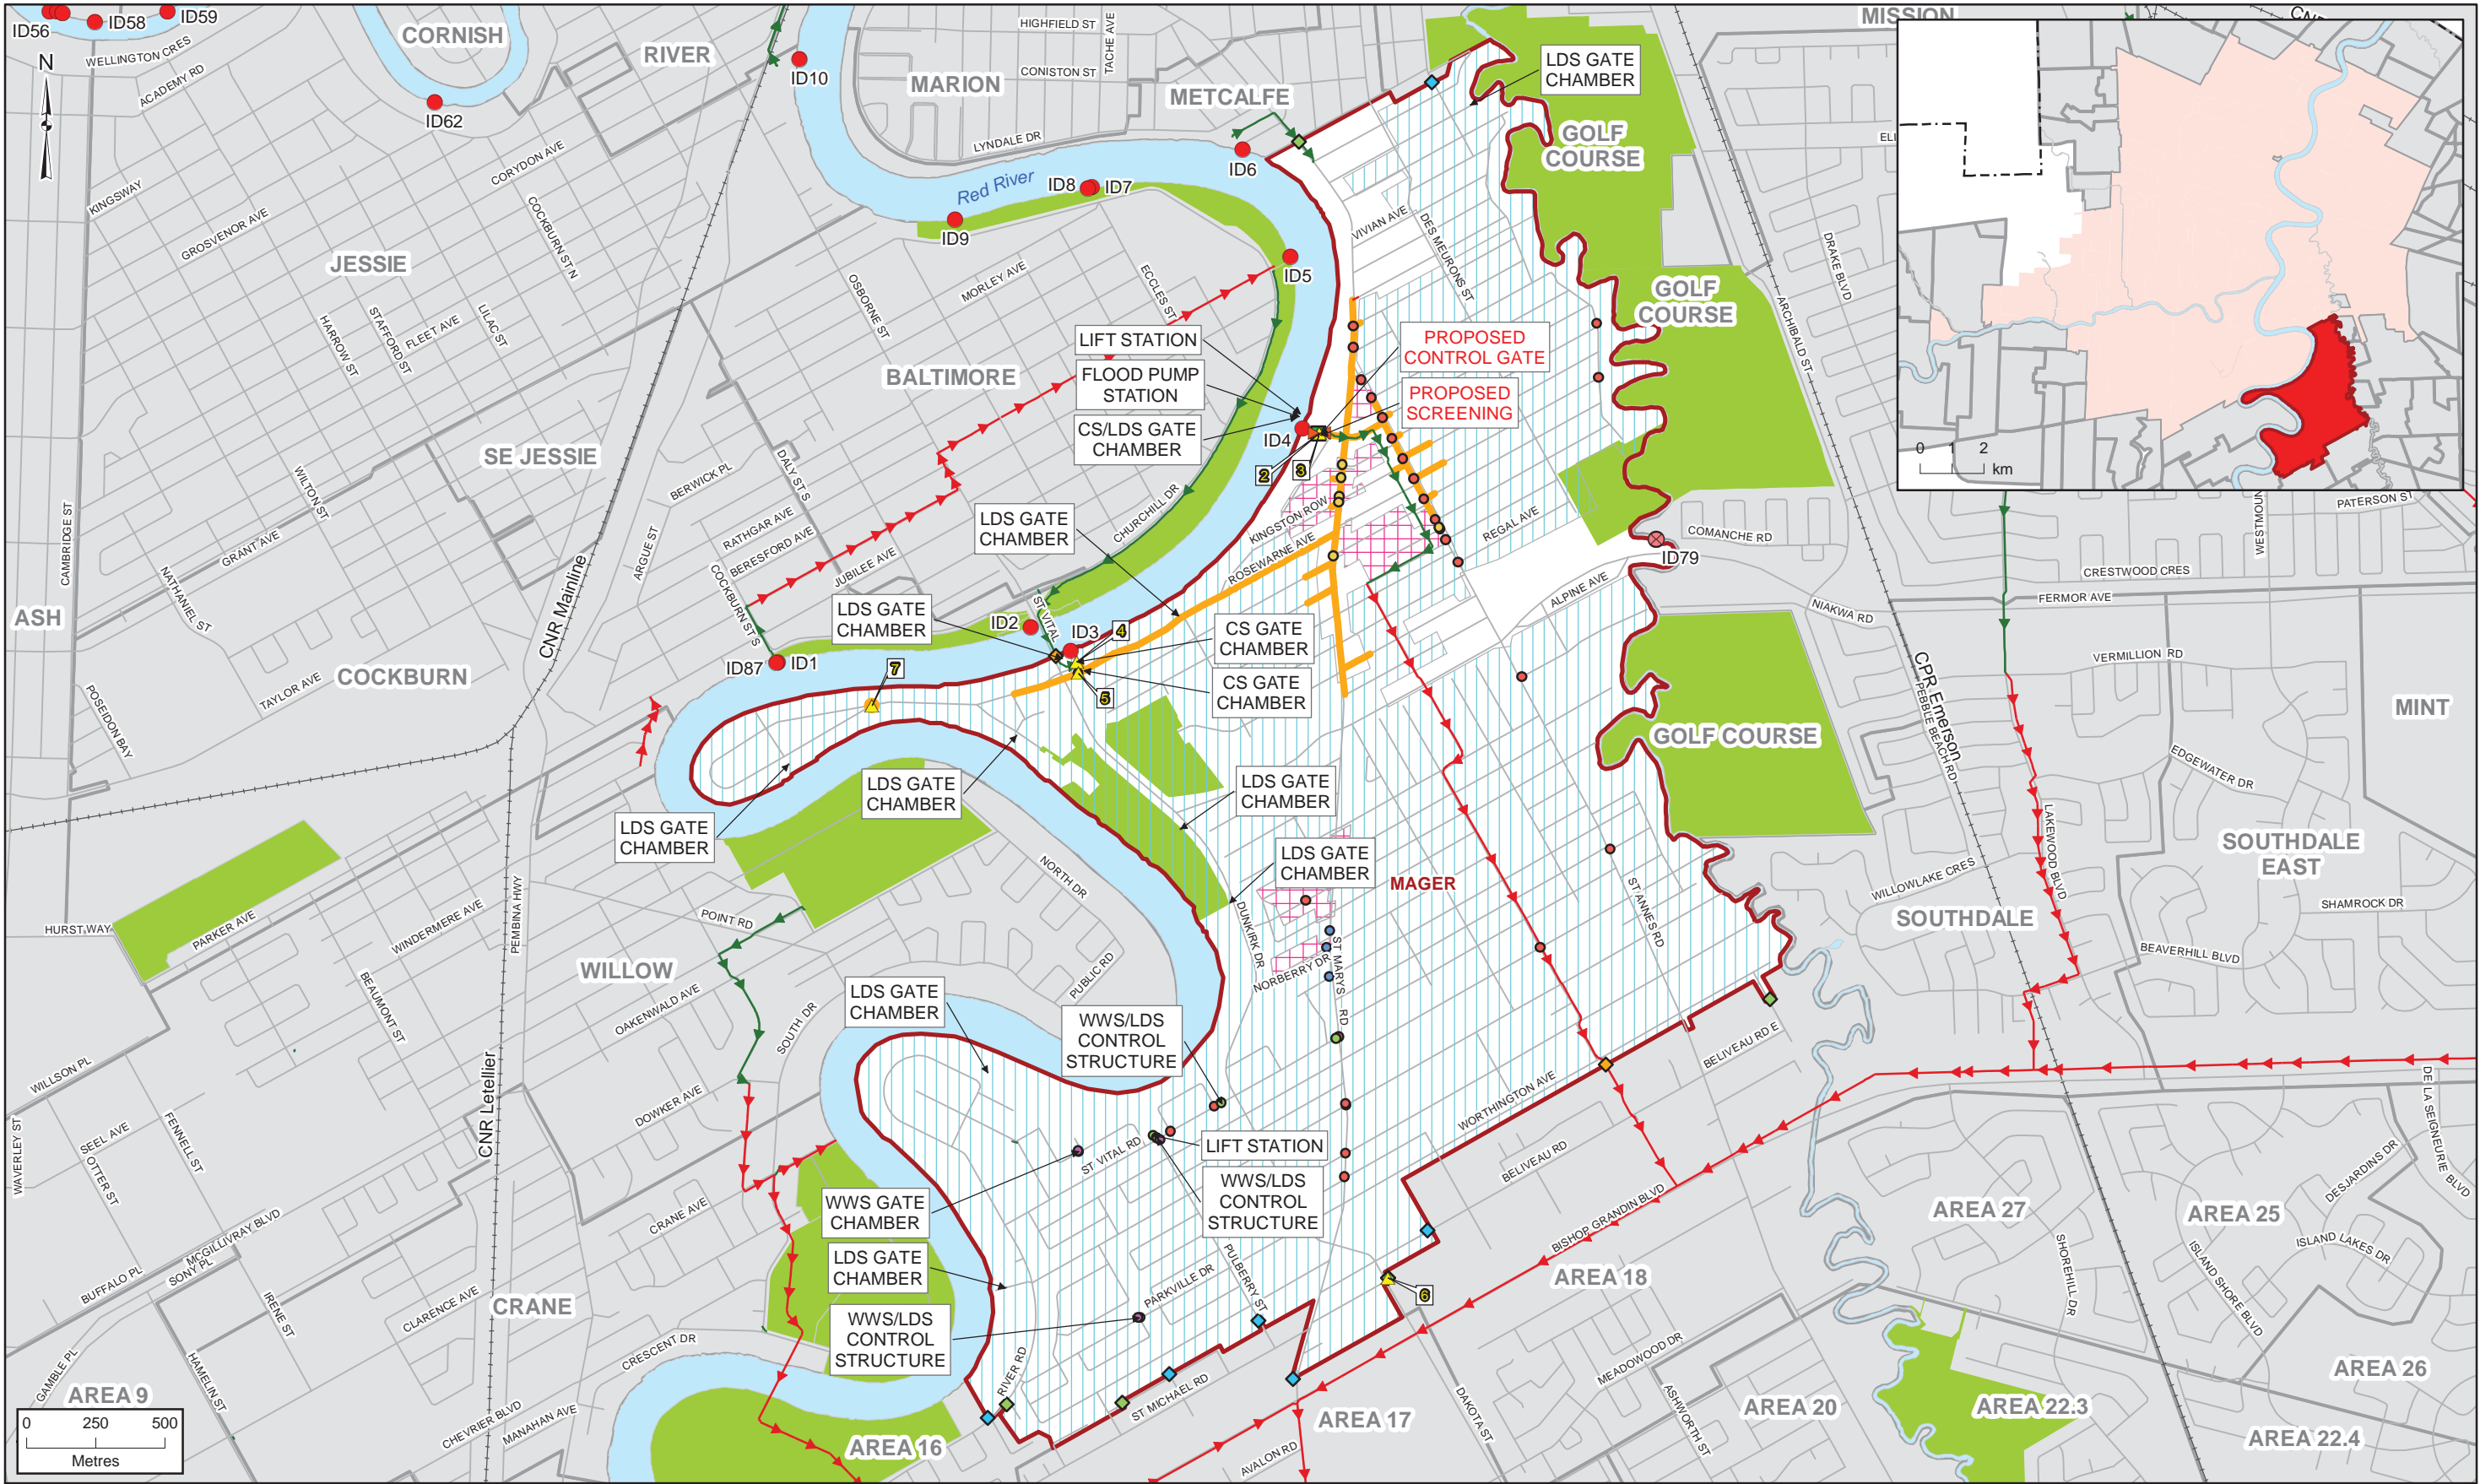 ID56
ID58
ID59
WELLINGTON CRES
ACADEMY RD
N
CORNISH
RIVER
ID62
ID10
HIGHFIELD ST
TACHE AVE
CONISTON ST
MARION
METCALFE
LYNDALE DR
MISSION
LDS GATE
CHAMBER
GOLF
COURSE
0 1 2
km
KINGSWAY
GROSVENOR AVE
CORYDON AVE
COCKBURN ST N
JESSIE
HARROW ST
STAFFORD ST
FLEET AVE
LILAC ST
Red River
ID6
ID8
ID7
ID9
ID5
MORLEY AVE
OSBORNE ST
ECCLES ST
BALTIMORE
VIVIAN AVE
DES MEURONS ST
GOLF
COURSE
ARCHIBALD ST
DRAKE BLVD
LIFT STATION
FLOOD PUMP
STATION
CS/LDS GATE
CHAMBER
PROPOSED
CONTROL GATE
PROPOSED
SCREENING
ID4
2
3
SE JESSIE
WILTON ST
DALY ST S
BERWICK PL
RATHGAR AVE
BERESFORD AVE
JUBILEE AVE
ARGUE ST
COCKBURN ST S
CHURCHILL DR
CAMBRIDGE ST
GRANT AVE
NATHANIEL ST
CNR Mainline
ASH
LDS GATE
CHAMBER
KINGSTON ROW
ROSEWARNE AVE
REGAL AVE
ALPINE AVE
COMANCHE RD
ID79
NIAKWA RD
PATERSON ST
CRESTWOOD CRES
FERMOR AVE
VERMILLION RD
LDS GATE
CHAMBER
ST VITAL
ID2
ID3
4
CS GATE
CHAMBER
CS GATE
CHAMBER
5
ID87
ID1
7
COCKBURN
TAYLOR AVE
POSEIDON BAY
GOLF COURSE
CPR Emerson
PEBBLE BEACH RD
MINT
EDGEWATER DR
LAKEWOOD BLVD
LDS GATE
CHAMBER
LDS GATE
CHAMBER
LDS GATE
CHAMBER
LDS GATE
CHAMBER
MAGER
SOUTHDALE
EAST
WILLOWLAKE CRES
SOUTHDALE
SHAMROCK DR
BEAVERHILL BLVD
HURST WAY
PARKER AVE
WINDERMERE AVE
PEMBINA HWY
POINT RD
NORTH DR
DUNKIRK DR
ST MARYS RD
ST ANNES RD
NORBERRY DR
WILLOW
BEAUMONT ST
OAKENWALD AVE
PUBLIC RD
SOUTH DR
LDS GATE
CHAMBER
WWS/LDS
CONTROL
STRUCTURE
WILLSON PL
CNR Letellier
DOWKER AVE
WORTHINGTON AVE
BELIVEAU RD E
WAVERLEY ST
SEEL AVE
OTTER ST
FENNELL ST
ST VITAL RD
LIFT STATION
WWS/LDS
CONTROL
STRUCTURE
WWS GATE
CHAMBER
BELIVEAU RD
BISHOP GRANDIN BLVD
DE LA SEIGNEURIE BLVD
DESJARDINS DR
AREA 27
AREA 25
ISLAND LAKES DR
ISLAND SHORE BLVD
SHOREHILL DR
MCGILLIVRAY BLVD
BUFFALO PL
SONY PL
CRANE AVE
LDS GATE
CHAMBER
PULBERRY ST
PARKVILLE DR
AREA 18
6
IRENE ST
CLARENCE AVE
CRANE
WWS/LDS
CONTROL
STRUCTURE
CRESCENT DR
GAMBLE PL
HAMELIN ST
MEADOWOOD DR
AREA 26
AREA 9
RIVER RD
ST MICHAEL RD
AREA 17
DAKOTA ST
ASHWORTH ST
AREA 20
AREA 22.3
AREA 22.4
0 250 500
Metres
CHEVRIER BLVD
MANAHAN AVE
AREA 16
AVALON RD